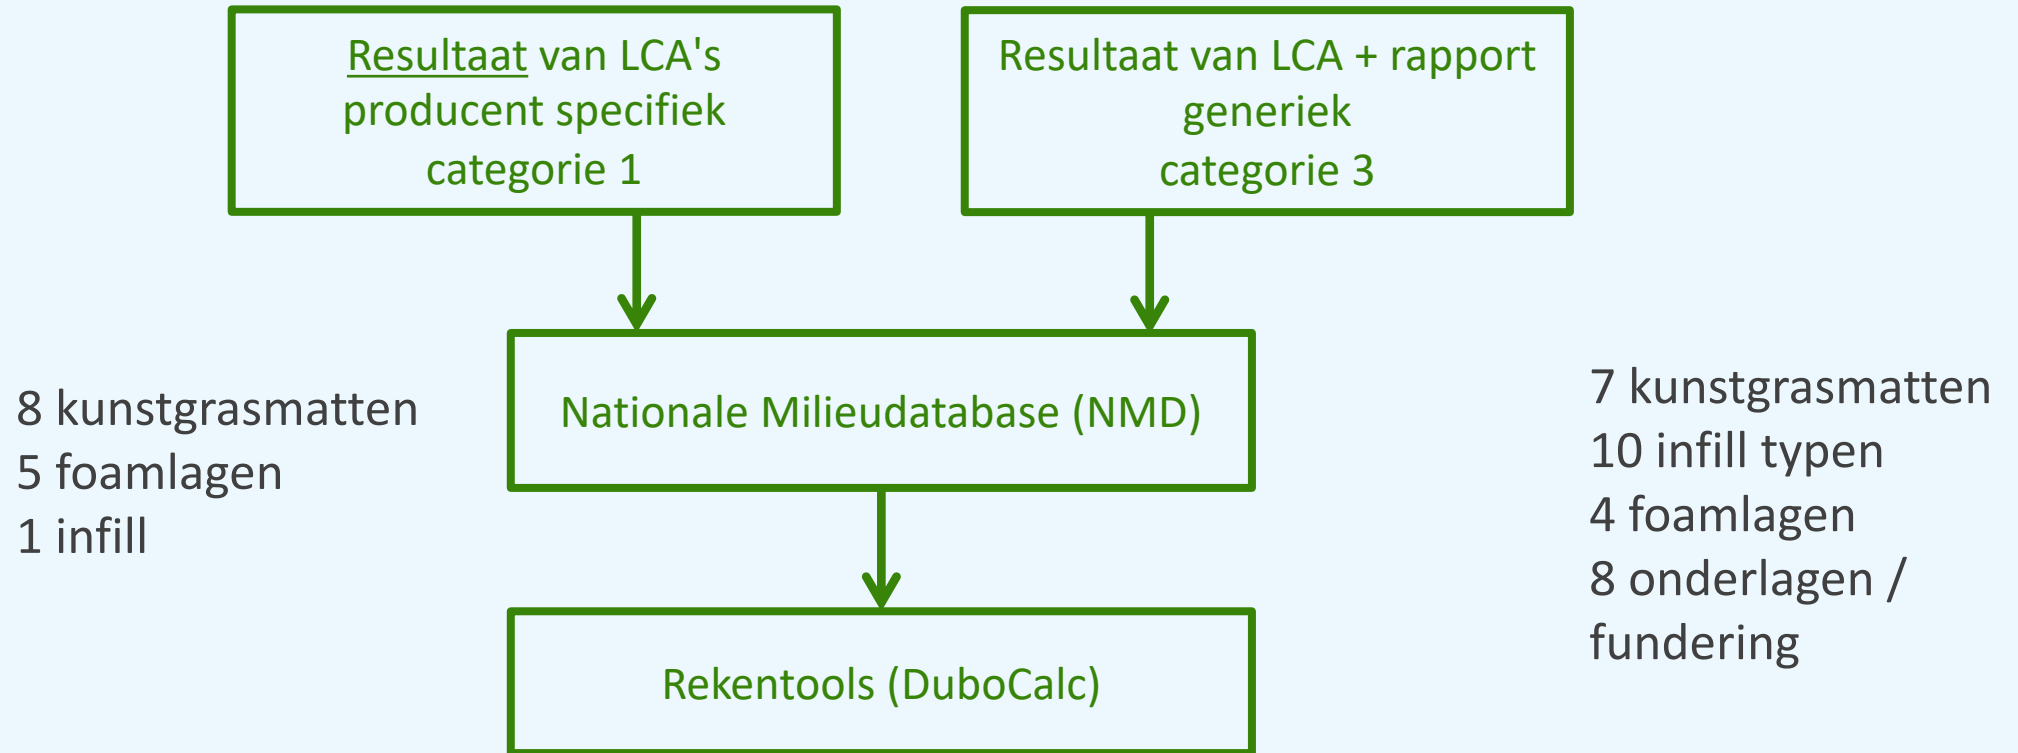 Resultaat van LCA's
producent specifiek
categorie 1
Resultaat van LCA + rapport
generiek
categorie 3
Nationale Milieudatabase (NMD)
8 kunstgrasmatten
5 foamlagen
1 infill
7 kunstgrasmatten
10 infill typen
4 foamlagen
8 onderlagen /
fundering
Rekentools (DuboCalc)